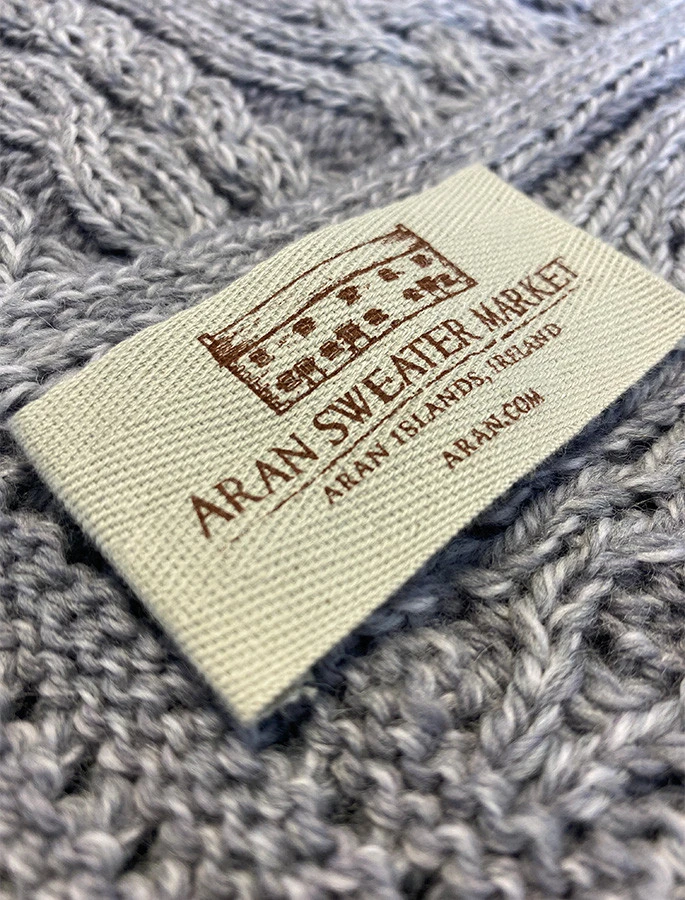 ARAN SWEATER MARKET
ARAN ISLANDS, IRELAND
ARAN.COM